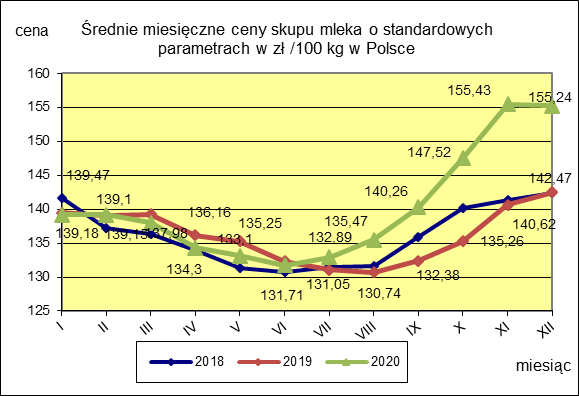 cena
Średnie miesięczne ceny skupu mleka o standardowych
parametrach w zł /100 kg w Polsce
160
155
150
145
140
135
130
125
155,43
155,24
147,52
142,47
139,47
140,26
139,1
136,16
135,25
135,47
140,62
139,18
137,98
133,1
132,89
135,26
134,3
131,71
131,05
130,74
132,38
I
II
III
IV
V
VI
VII
VIII
IX
X
XI
XII
2018
2019
2020
miesiąc